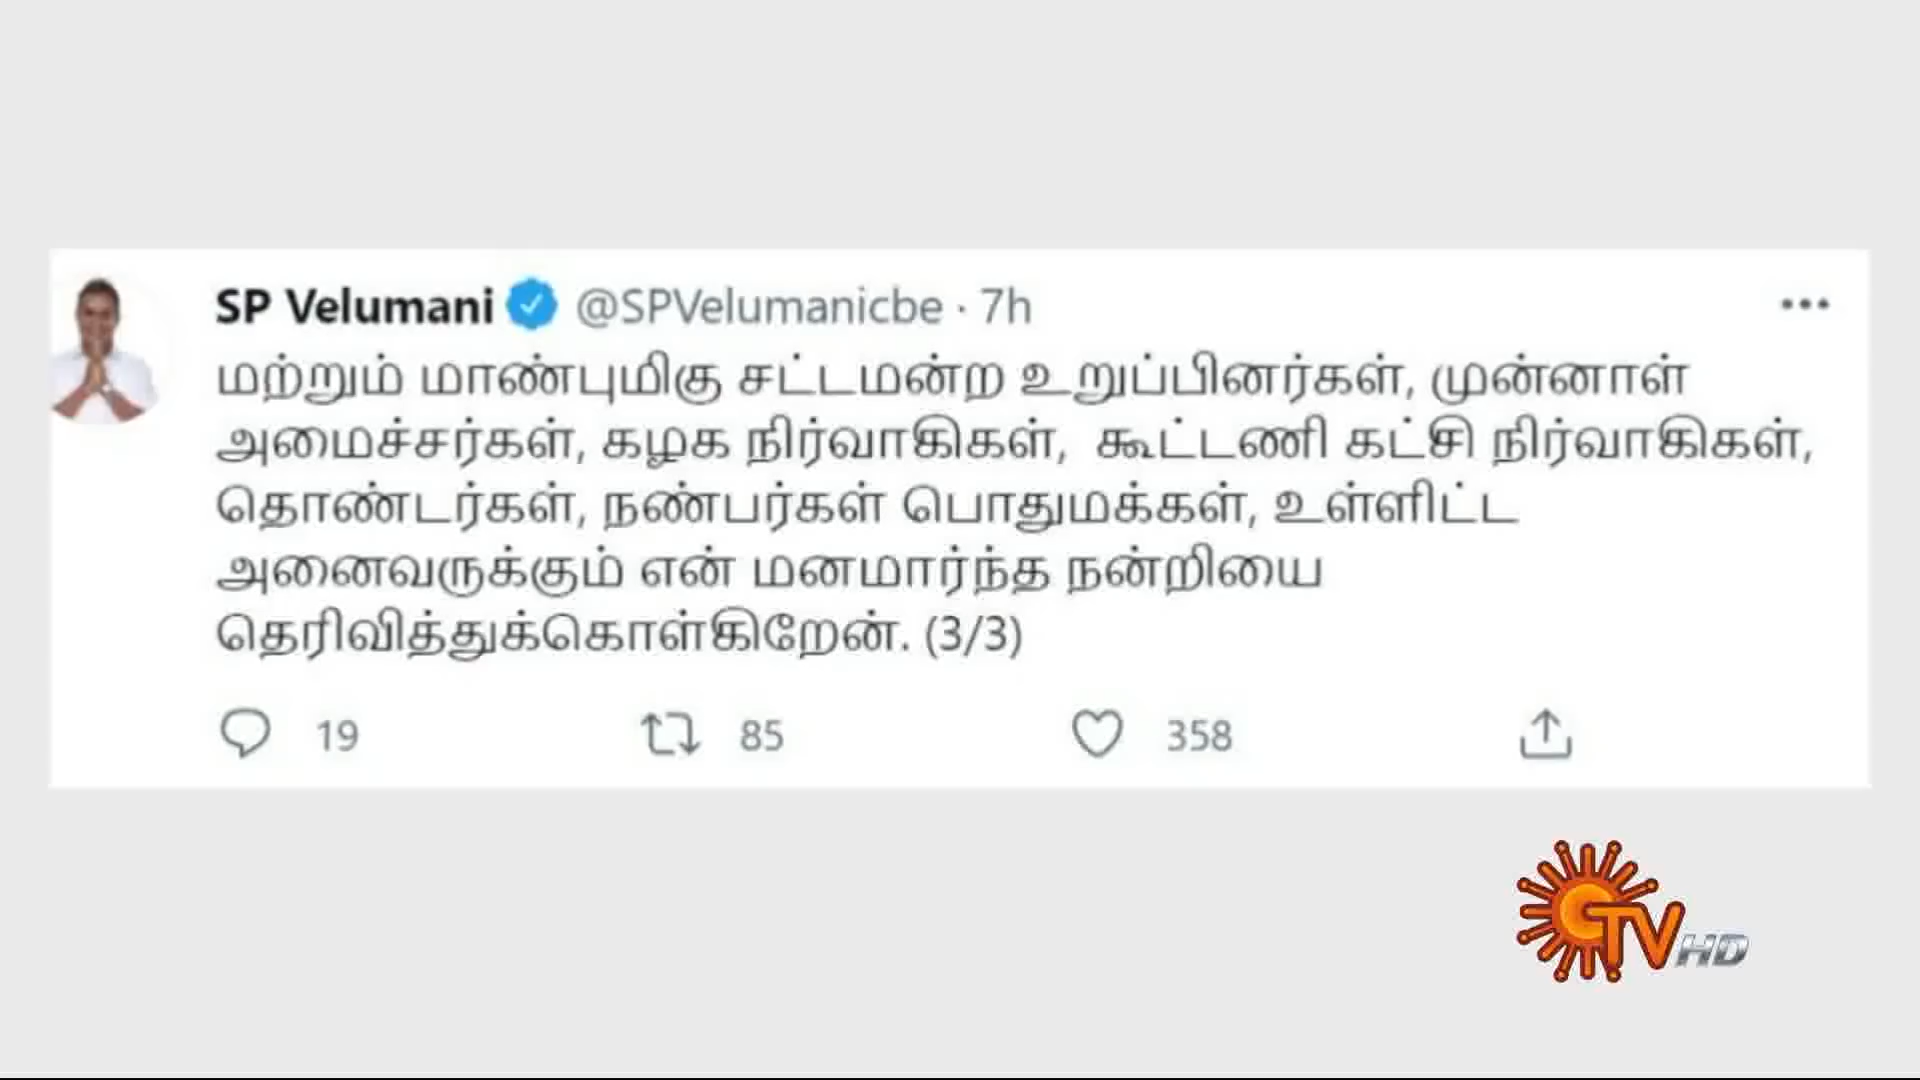 SP Velumani @SPVelumanicbe · 7h
மற்றும் மாண்புமிகு சட்டமன்ற உறுப்பினர்கள், முன்னாள்
அமைச்சர்கள், கழக நிர்வாகிகள், கூட்டணி கட்சி நிர்வாகிகள்,
தொண்டர்கள், நண்பர்கள் பொதுமக்கள், உள்ளிட்ட
அனைவருக்கும் என் மனமார்ந்த நன்றியை
தெரிவித்துக்கொள்கிறேன். (3/3)
19 85 358
TV HD